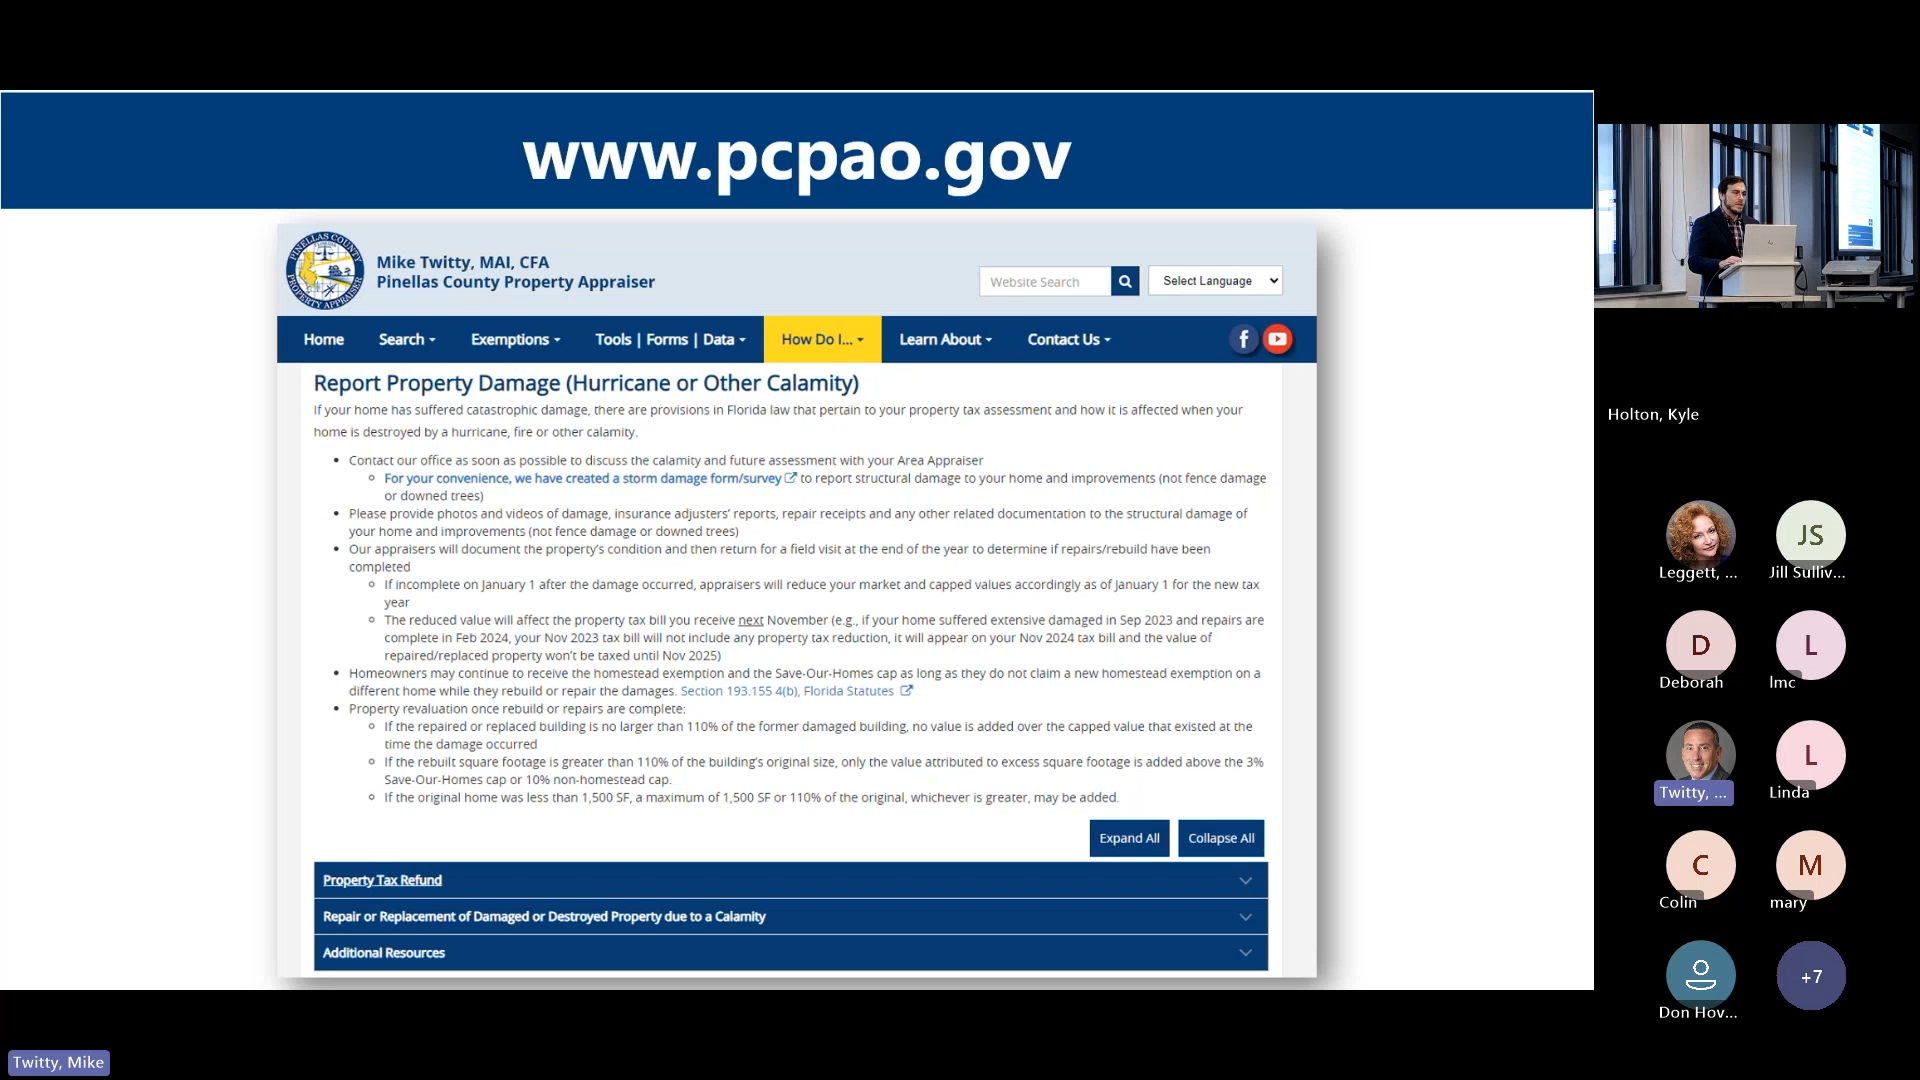 www.pcpao.gov
PINELLAS COUNTY
PROPERTY APPRAISER
Mike Twitty, MAI, CFA
Pinellas County Property Appraiser
Website Search
Select Language
Home
Search
Exemptions
Tools | Forms | Data
How Do I...
Learn About
Contact Us
Report Property Damage (Hurricane or Other Calamity)
If your home has suffered catastrophic damage, there are provisions in Florida law that pertain to your property tax assessment and how it is affected when your
home is destroyed by a hurricane, fire or other calamity.
Contact our office as soon as possible to discuss the calamity and future assessment with your Area Appraiser
For your convenience, we have created a storm damage form/survey to report structural damage to your home and improvements (not fence damage
or downed trees)
Please provide photos and videos of damage, insurance adjusters' reports, repair receipts and any other related documentation to the structural damage of
your home and improvements (not fence damage or downed trees)
Our appraisers will document the property's condition and then return for a field visit at the end of the year to determine if repairs/rebuild have been
completed
If incomplete on January 1 after the damage occurred, appraisers will reduce your market and capped values accordingly as of January 1 for the new tax
year
The reduced value will affect the property tax bill you receive next November (e.g., if your home suffered extensive damaged in Sep 2023 and repairs are
complete in Feb 2024, your Nov 2023 tax bill will not include any property tax reduction, it will appear on your Nov 2024 tax bill and the value of
repaired/replaced property won't be taxed until Nov 2025)
Homeowners may continue to receive the homestead exemption and the Save-Our-Homes cap as long as they do not claim a new homestead exemption on a
different home while they rebuild or repair the damages. Section 193.155 4(b), Florida Statutes
Property revaluation once rebuild or repairs are complete:
If the repaired or replaced building is no larger than 110% of the former damaged building, no value is added over the capped value that existed at the
time the damage occurred
If the rebuilt square footage is greater than 110% of the building's original size, only the value attributed to excess square footage is added above the 3%
Save-Our-Homes cap or 10% non-homestead cap.
If the original home was less than 1,500 SF, a maximum of 1,500 SF or 110% of the original, whichever is greater, may be added.
Expand All
Collapse All
Property Tax Refund
Repair or Replacement of Damaged or Destroyed Property due to a Calamity
Additional Resources
Holton, Kyle
JS
Leggett, ...
Jill Sulliv...
D
L
Deborah
lmc
L
Twitty, ...
Linda
C
M
Colin
mary
+7
Don Hov...
Twitty, Mike